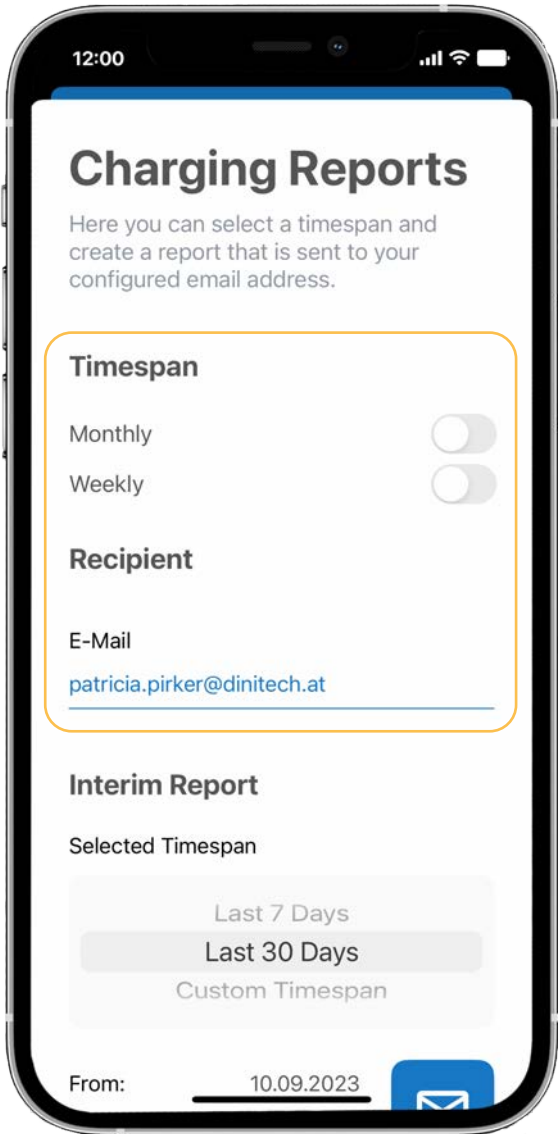 12:00
Charging Reports
Here you can select a timespan and
create a report that is sent to your
configured email address.
Timespan
Monthly
Weekly
Recipient
E-Mail
patricia.pirker@dinitech.at
Interim Report
Selected Timespan
Last 7 Days
Last 30 Days
Custom Timespan
From: 10.09.2023